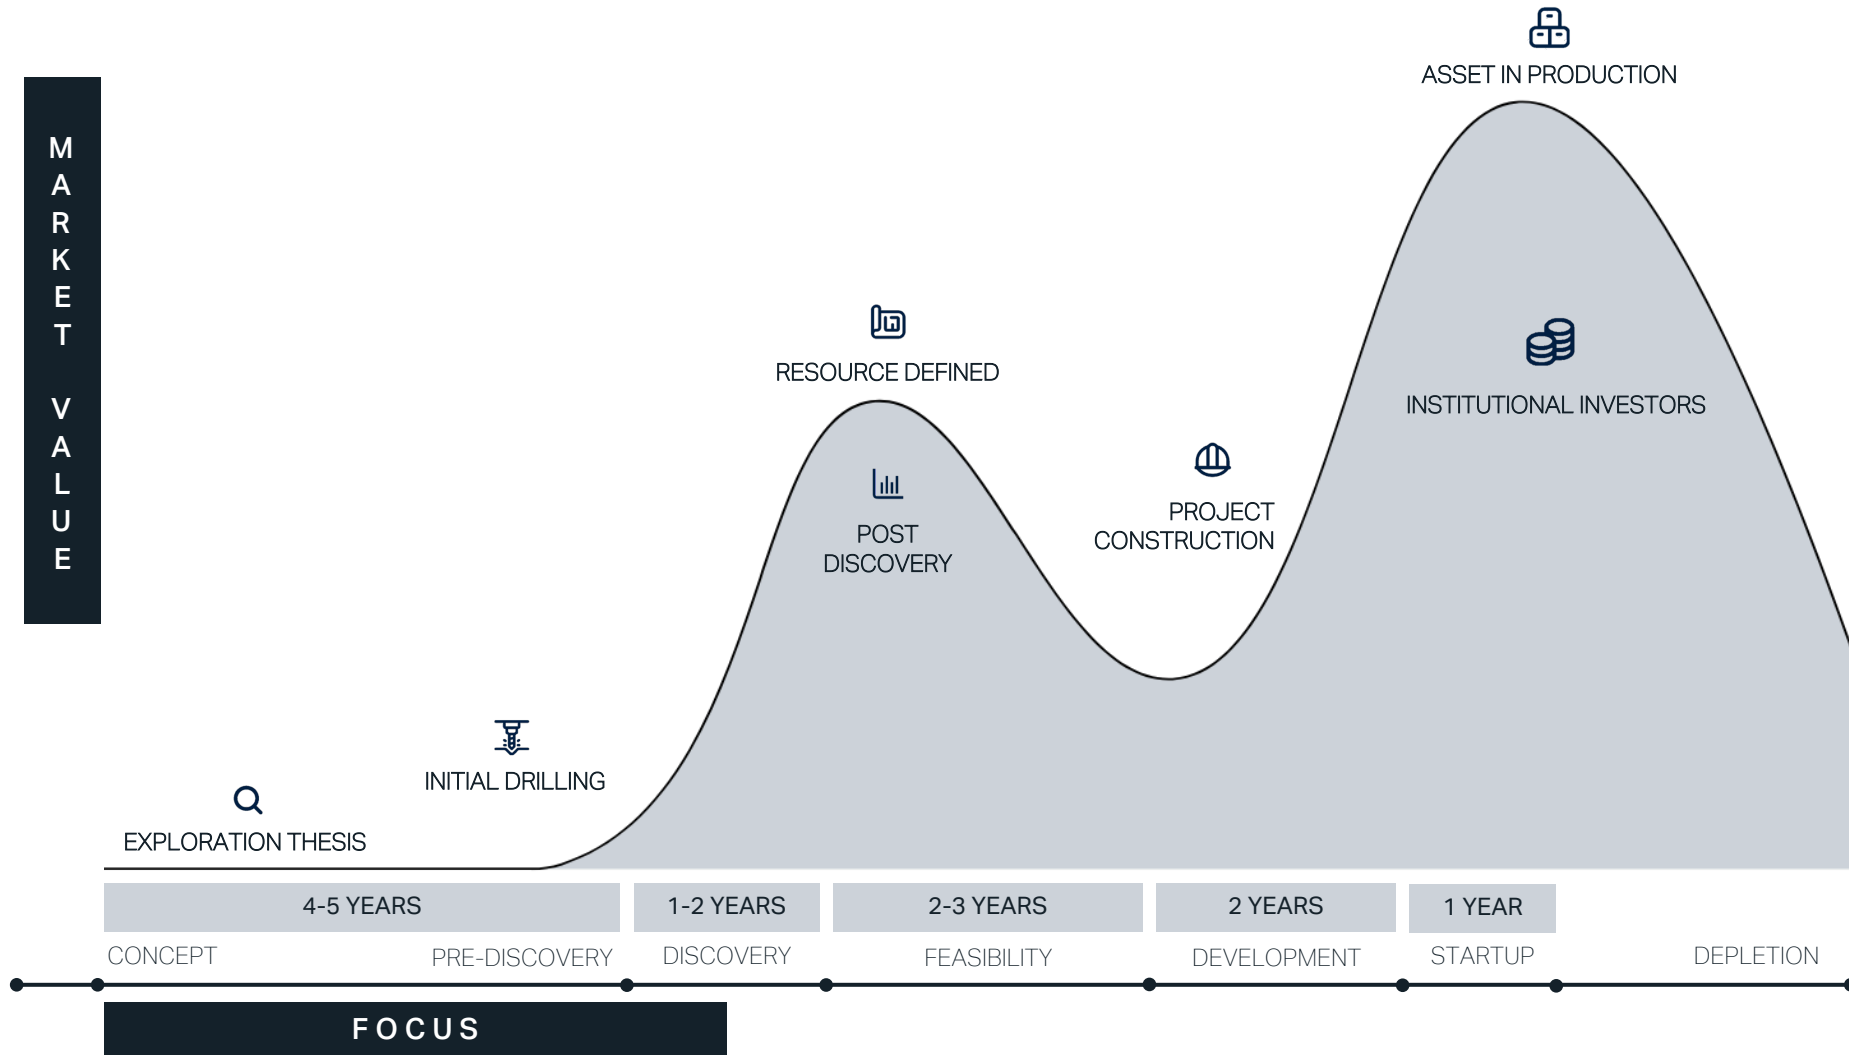 MARKET VALUE
ASSET IN PRODUCTION
RESOURCE DEFINED
INSTITUTIONAL INVESTORS
POST
DISCOVERY
PROJECT
CONSTRUCTION
INITIAL DRILLING
EXPLORATION THESIS
4-5 YEARS
1-2 YEARS
2-3 YEARS
2 YEARS
1 YEAR
CONCEPT
PRE-DISCOVERY
DISCOVERY
FEASIBILITY
DEVELOPMENT
STARTUP
DEPLETION
FOCUS